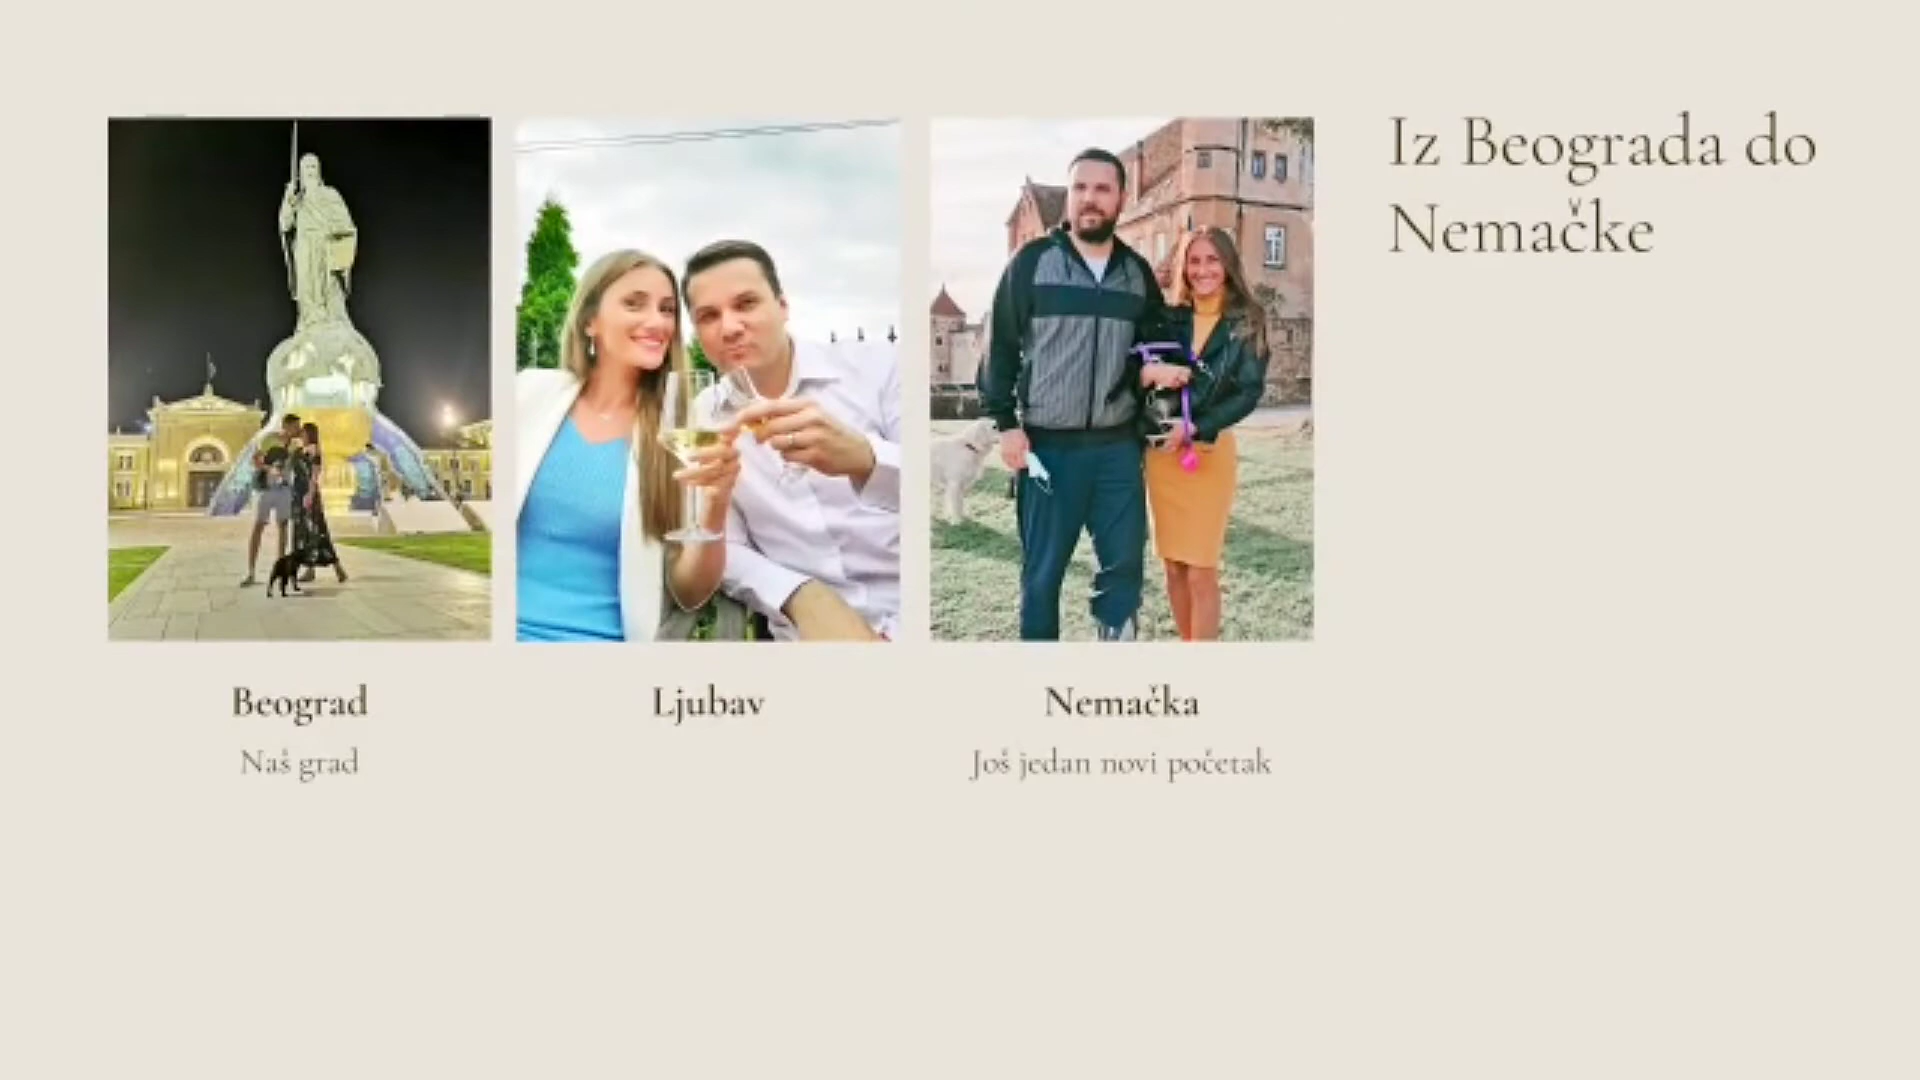 Iz Beograda do
Nemačke
Beograd
Naš grad
Ljubav
Nemačka
Još jedan novi početak